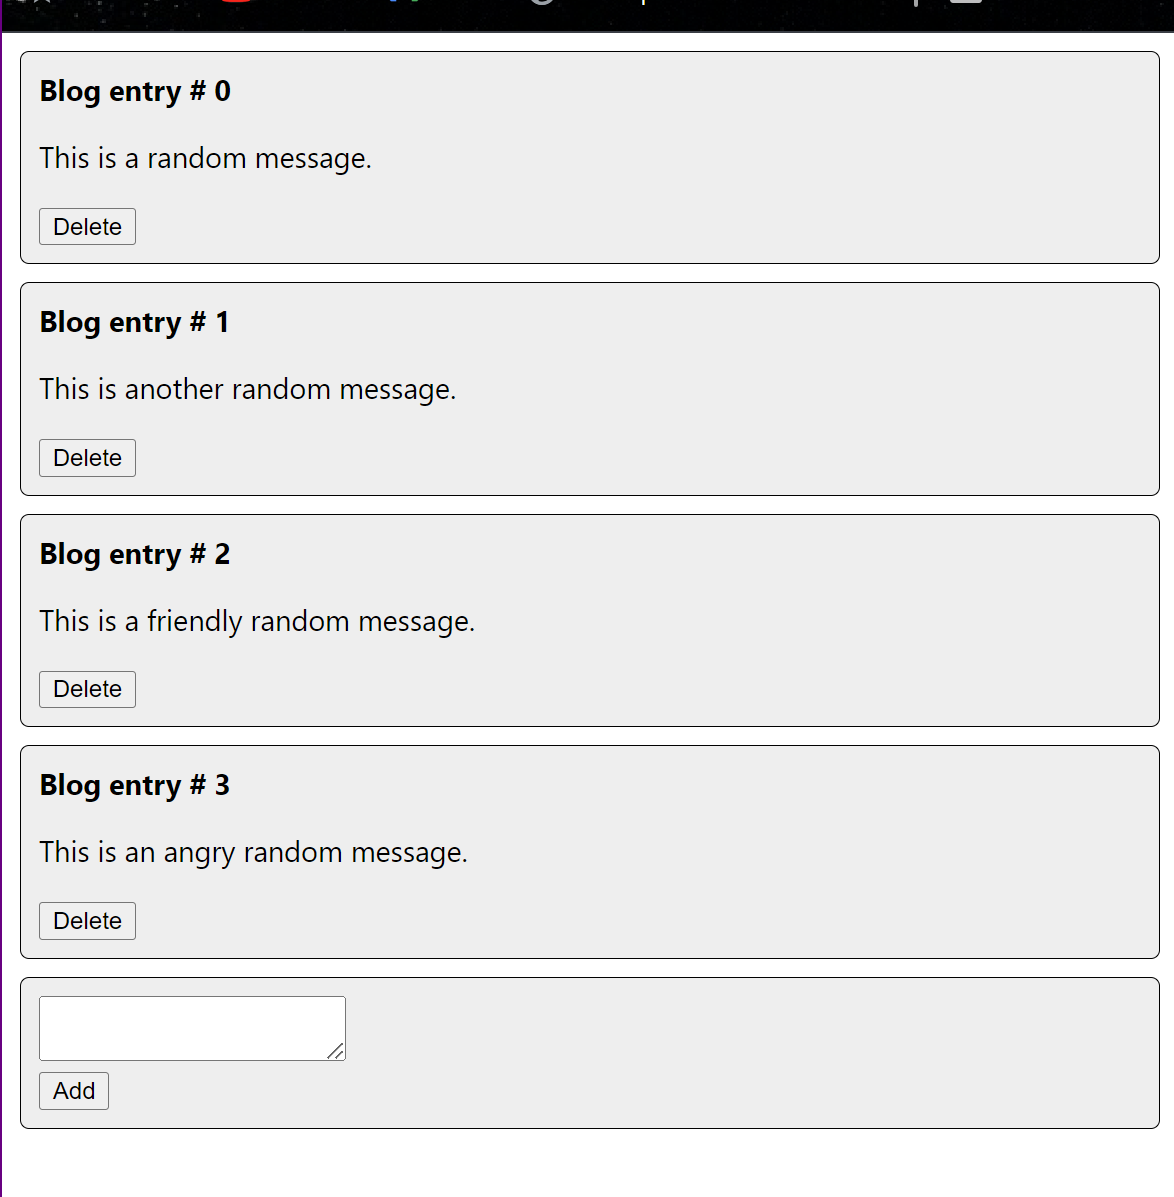 Blog entry # 0
This is a random message.
Delete
Blog entry # 1
This is another random message.
Delete
Blog entry # 2
This is a friendly random message.
Delete
Blog entry # 3
This is an angry random message.
Delete
Add